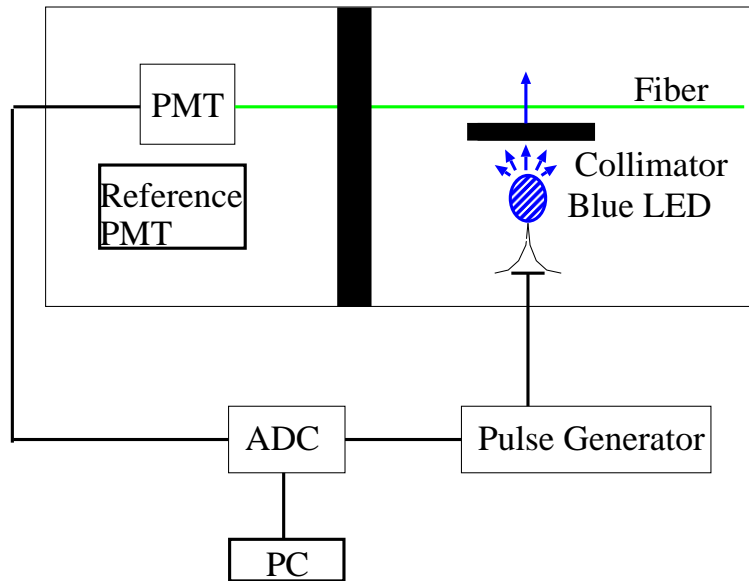 PMT
Fiber
Reference
PMT
Collimator
Blue LED
ADC
Pulse Generator
PC